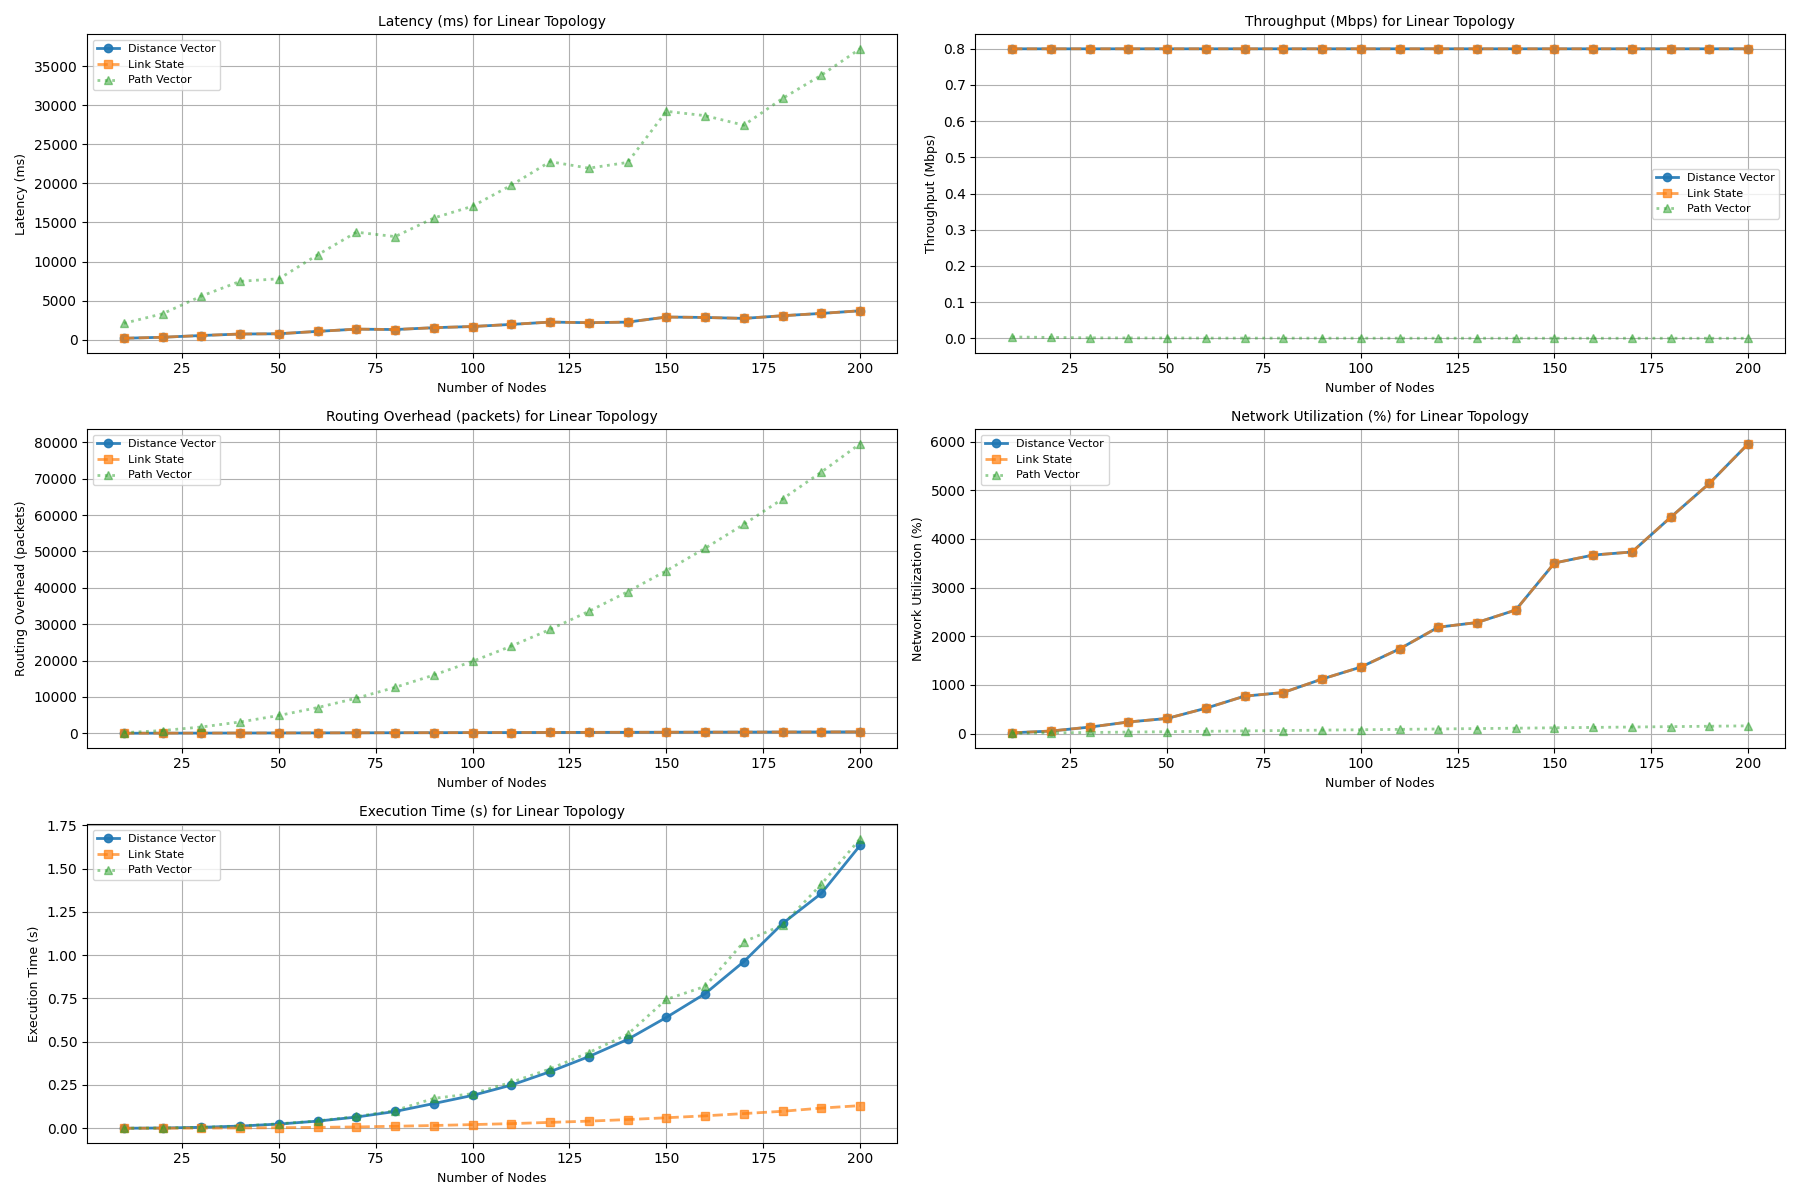 Latency (ms) for Linear Topology
Latency (ms)
35000
30000
25000
20000
15000
10000
5000
0
Distance Vector
Link State
Path Vector
25 50 75 100 125 150 175 200
Number of Nodes
Throughput (Mbps) for Linear Topology
Throughput (Mbps)
0.8
0.7
0.6
0.5
0.4
0.3
0.2
0.1
0.0
Distance Vector
Link State
Path Vector
25 50 75 100 125 150 175 200
Number of Nodes
Routing Overhead (packets) for Linear Topology
Routing Overhead (packets)
80000
70000
60000
50000
40000
30000
20000
10000
0
Distance Vector
Link State
Path Vector
25 50 75 100 125 150 175 200
Number of Nodes
Network Utilization (%) for Linear Topology
Network Utilization (%)
6000
5000
4000
3000
2000
1000
0
Distance Vector
Link State
Path Vector
25 50 75 100 125 150 175 200
Number of Nodes
Execution Time (s) for Linear Topology
Execution Time (s)
1.75
1.50
1.25
1.00
0.75
0.50
0.25
0.00
Distance Vector
Link State
Path Vector
25 50 75 100 125 150 175 200
Number of Nodes